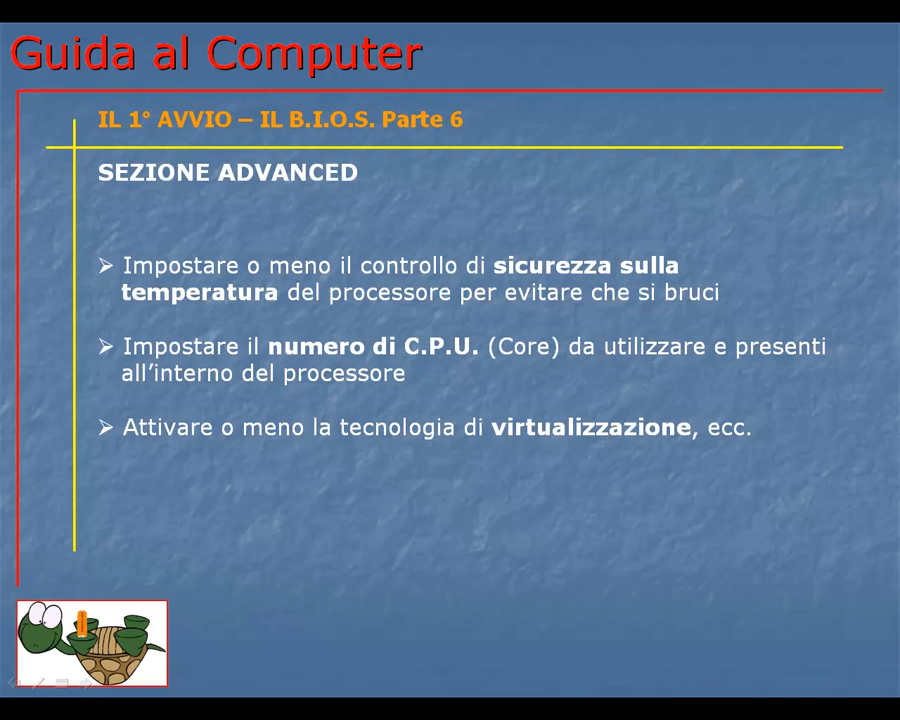 Guida al Computer
IL 1° AVVIO – IL B.I.O.S. Parte 6
SEZIONE ADVANCED
➢ Impostare o meno il controllo di sicurezza sulla
temperatura del processore per evitare che si bruci
➢ Impostare il numero di C.P.U. (Core) da utilizzare e presenti
all’interno del processore
➢ Attivare o meno la tecnologia di virtualizzazione, ecc.